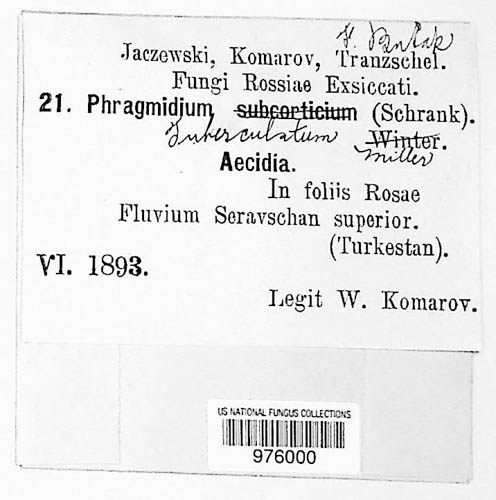 Jaczewski, Komarov, Tranzschel.
Fungi Rossiae Exsiccati.
21. Phragmidium subcorticium (Schrank).
Tuberculatum Winter.
Müller
Aecidia.
In foliis Rosae
Fluvium Seravschan superior.
(Turkestan).
VI. 1893.
Legit W. Komarov.
US NATIONAL FUNGUS COLLECTIONS
976000